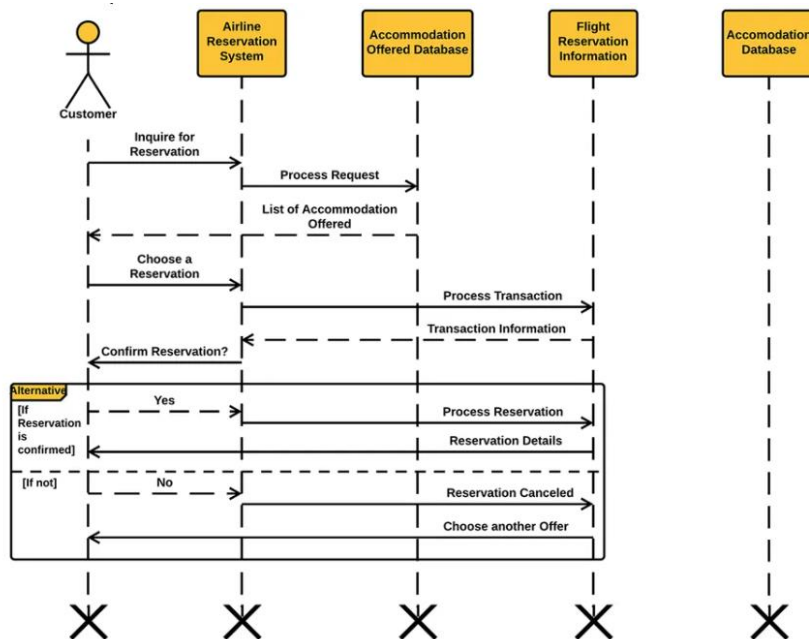 Airline
Reservation
System
Accommodation
Offered Database
Flight
Reservation
Information
Accomodation
Database
Customer
Inquire for
Reservation
Process Request
List of Accommodation
Offered
Choose a
Reservation
Process Transaction
Transaction Information
Confirm Reservation?
Alternative
[If
Reservation
is
confirmed]
Yes
Process Reservation
Reservation Details
[If not]
No
Reservation Canceled
Choose another Offer